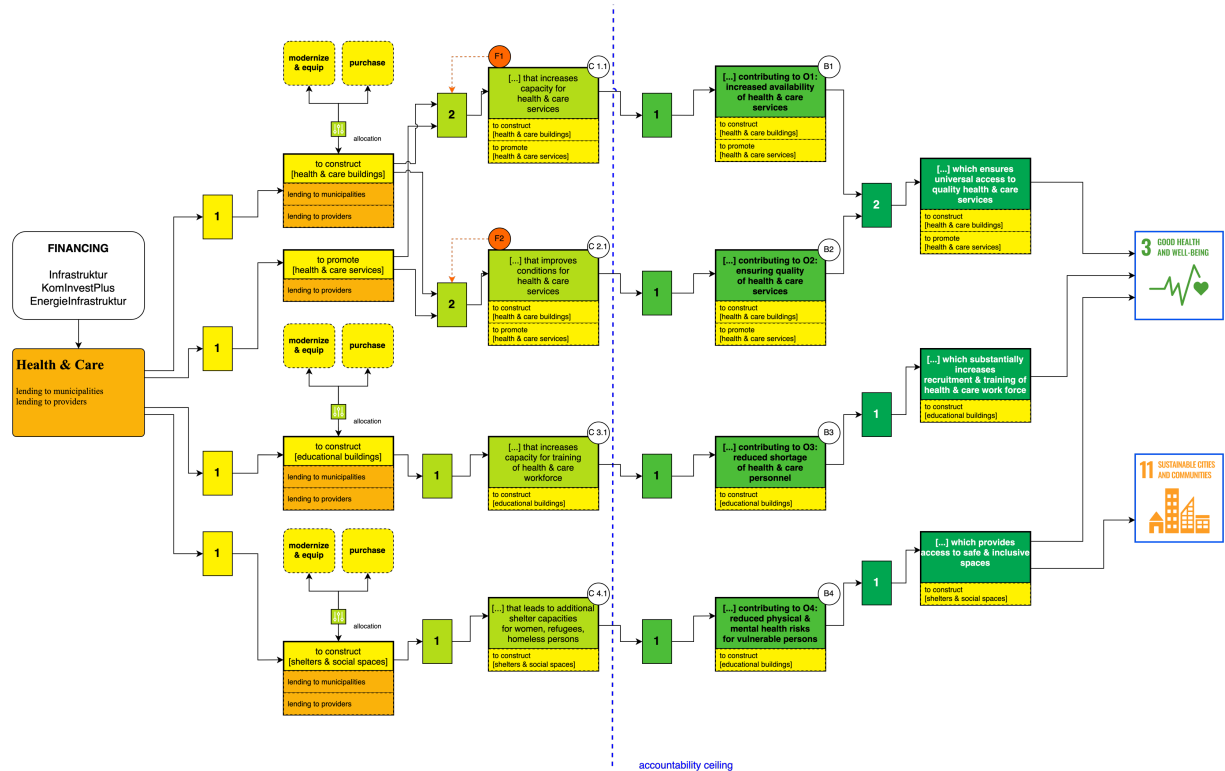 FINANCING
Infrastruktur
KomInvestPlus
EnergieInfrastruktur
Health & Care
lending to municipalities
lending to providers
1
1
1
1
modernize
& equip
purchase
allocation
to construct
[health & care buildings]
lending to municipalities
lending to providers
to promote
[health & care services]
lending to providers
modernize
& equip
purchase
allocation
to construct
[educational buildings]
lending to municipalities
lending to providers
modernize
& equip
purchase
allocation
to construct
[shelters & social spaces]
lending to municipalities
lending to providers
2
2
1
1
F1
C 1.1
[...] that increases
capacity for
health & care
services
to construct
[health & care buildings]
to promote
[health & care services]
F2
C 2.1
[...] that improves
conditions for
health & care
services
to construct
[health & care buildings]
to promote
[health & care services]
C 3.1
[...] that increases
capacity for training
of health & care
workforce
to construct
[educational buildings]
C 4.1
[...] that leads to additional
shelter capacities
for women, refugees,
homeless persons
to construct
[shelters & social spaces]
accountability ceiling
1
1
1
1
B1
[...] contributing to O1:
increased availability
of health & care
services
to construct
[health & care buildings]
to promote
[health & care services]
B2
[...] contributing to O2:
ensuring quality
of health & care
services
to construct
[health & care buildings]
to promote
[health & care services]
B3
[...] contributing to O3:
reduced shortage
of health & care
personnel
to construct
[educational buildings]
B4
[...] contributing to O4:
reduced physical &
mental health risks
for vulnerable persons
to construct
[educational buildings]
2
1
1
[...] which ensures
universal access to
quality health & care
services
to construct
[health & care buildings]
to promote
[health & care services]
[...] which substantially
increases
recruitment & training of
health & care work force
to construct
[educational buildings]
[...] which provides
access to safe & inclusive
spaces
to construct
[shelters & social spaces]
3 GOOD HEALTH
AND WELL-BEING
11 SUSTAINABLE CITIES
AND COMMUNITIES